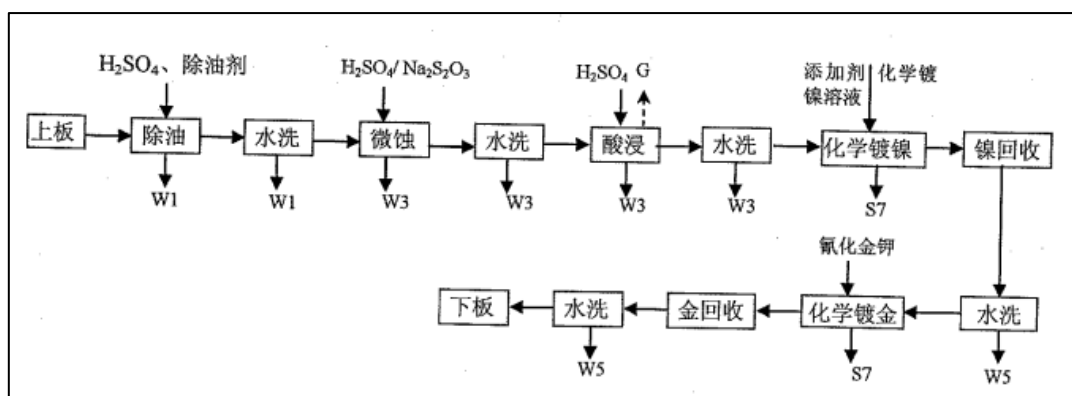 H₂SO₄、除油剂
H₂SO₄/ Na₂S₂O₃
H₂SO₄ G
添加剂 化学镀
镍溶液
上板
除油
水洗
微蚀
水洗
酸浸
水洗
化学镀镍
镍回收
W1
W1
W3
W3
W3
W3
S7
氰化金钾
下板
水洗
金回收
化学镀金
水洗
W5
S7
W5